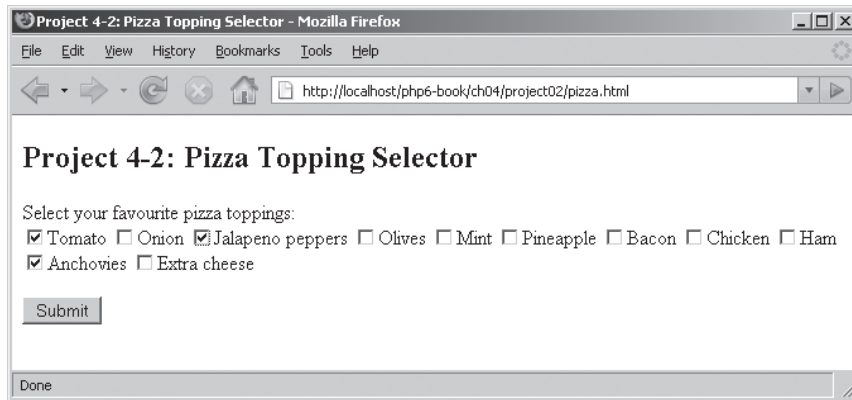 Project 4-2: Pizza Topping Selector - Mozilla Firefox
File Edit View History Bookmarks Tools Help
http://localhost/php6-book/ch04/project02/pizza.html
Project 4-2: Pizza Topping Selector
Select your favourite pizza toppings:
Tomato Onion Jalapeno peppers Olives Mint Pineapple Bacon Chicken Ham
Anchovies Extra cheese
Submit
Done